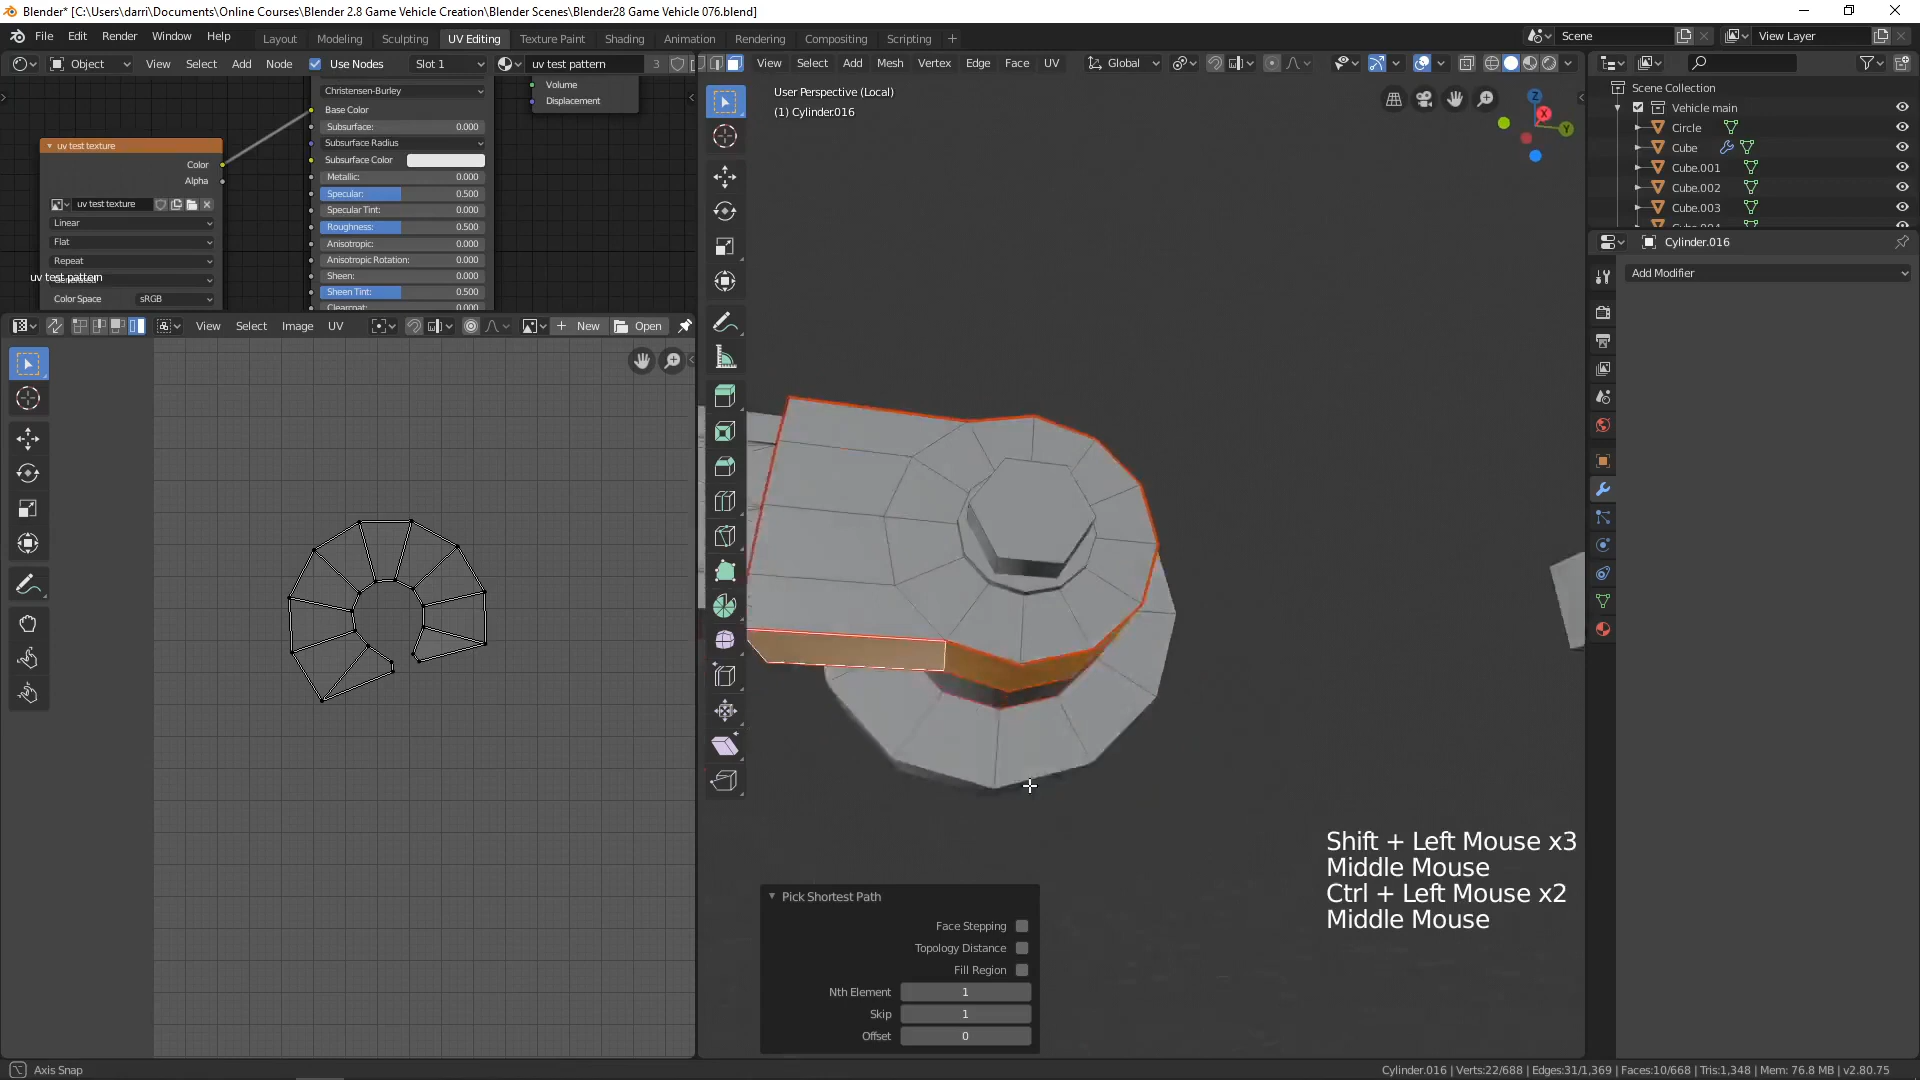 Blender* [C:\Users\darri\Documents\Online Courses\Blender 2.8 Game Vehicle Creation\Blender Scenes\Blender28 Game Vehicle 076.blend]
File Edit Render Window Help
Layout Modeling Sculpting UV Editing Texture Paint Shading Animation Rendering Compositing Scripting
Scene
View Layer
Object View Select Add Node Use Nodes Slot 1 uv test pattern 3
View Select Add Mesh Vertex Edge Face UV Global
Volume
Displacement
Christensen-Burley
Base Color
Subsurface: 0.000
Subsurface Radius
Subsurface Color
Metallic: 0.000
Specular: 0.500
Specular Tint: 0.000
Roughness: 0.500
Anisotropic: 0.000
Anisotropic Rotation: 0.000
Sheen: 0.000
Sheen Tint: 0.500
Clearcoat: 0.000
uv test texture
Color
Alpha
uv test texture
Linear
Flat
Repeat
uv test pattern
Color Space sRGB
View Select Image UV New Open
User Perspective (Local)
(1) Cylinder.016
X
Y
Z
Scene Collection
Vehicle main
Circle
Cube
Cube.001
Cube.002
Cube.003
Cube.004
Cylinder.016
Add Modifier
Shift + Left Mouse x3
Middle Mouse
Ctrl + Left Mouse x2
Middle Mouse
Pick Shortest Path
Face Stepping
Topology Distance
Fill Region
Nth Element 1
Skip 1
Offset 0
Axis Snap
Cylinder.016 | Verts:22/688 | Edges:31/1,369 | Faces:10/668 | Tris:1,348 | Mem: 76.8 MB | v2.80.75